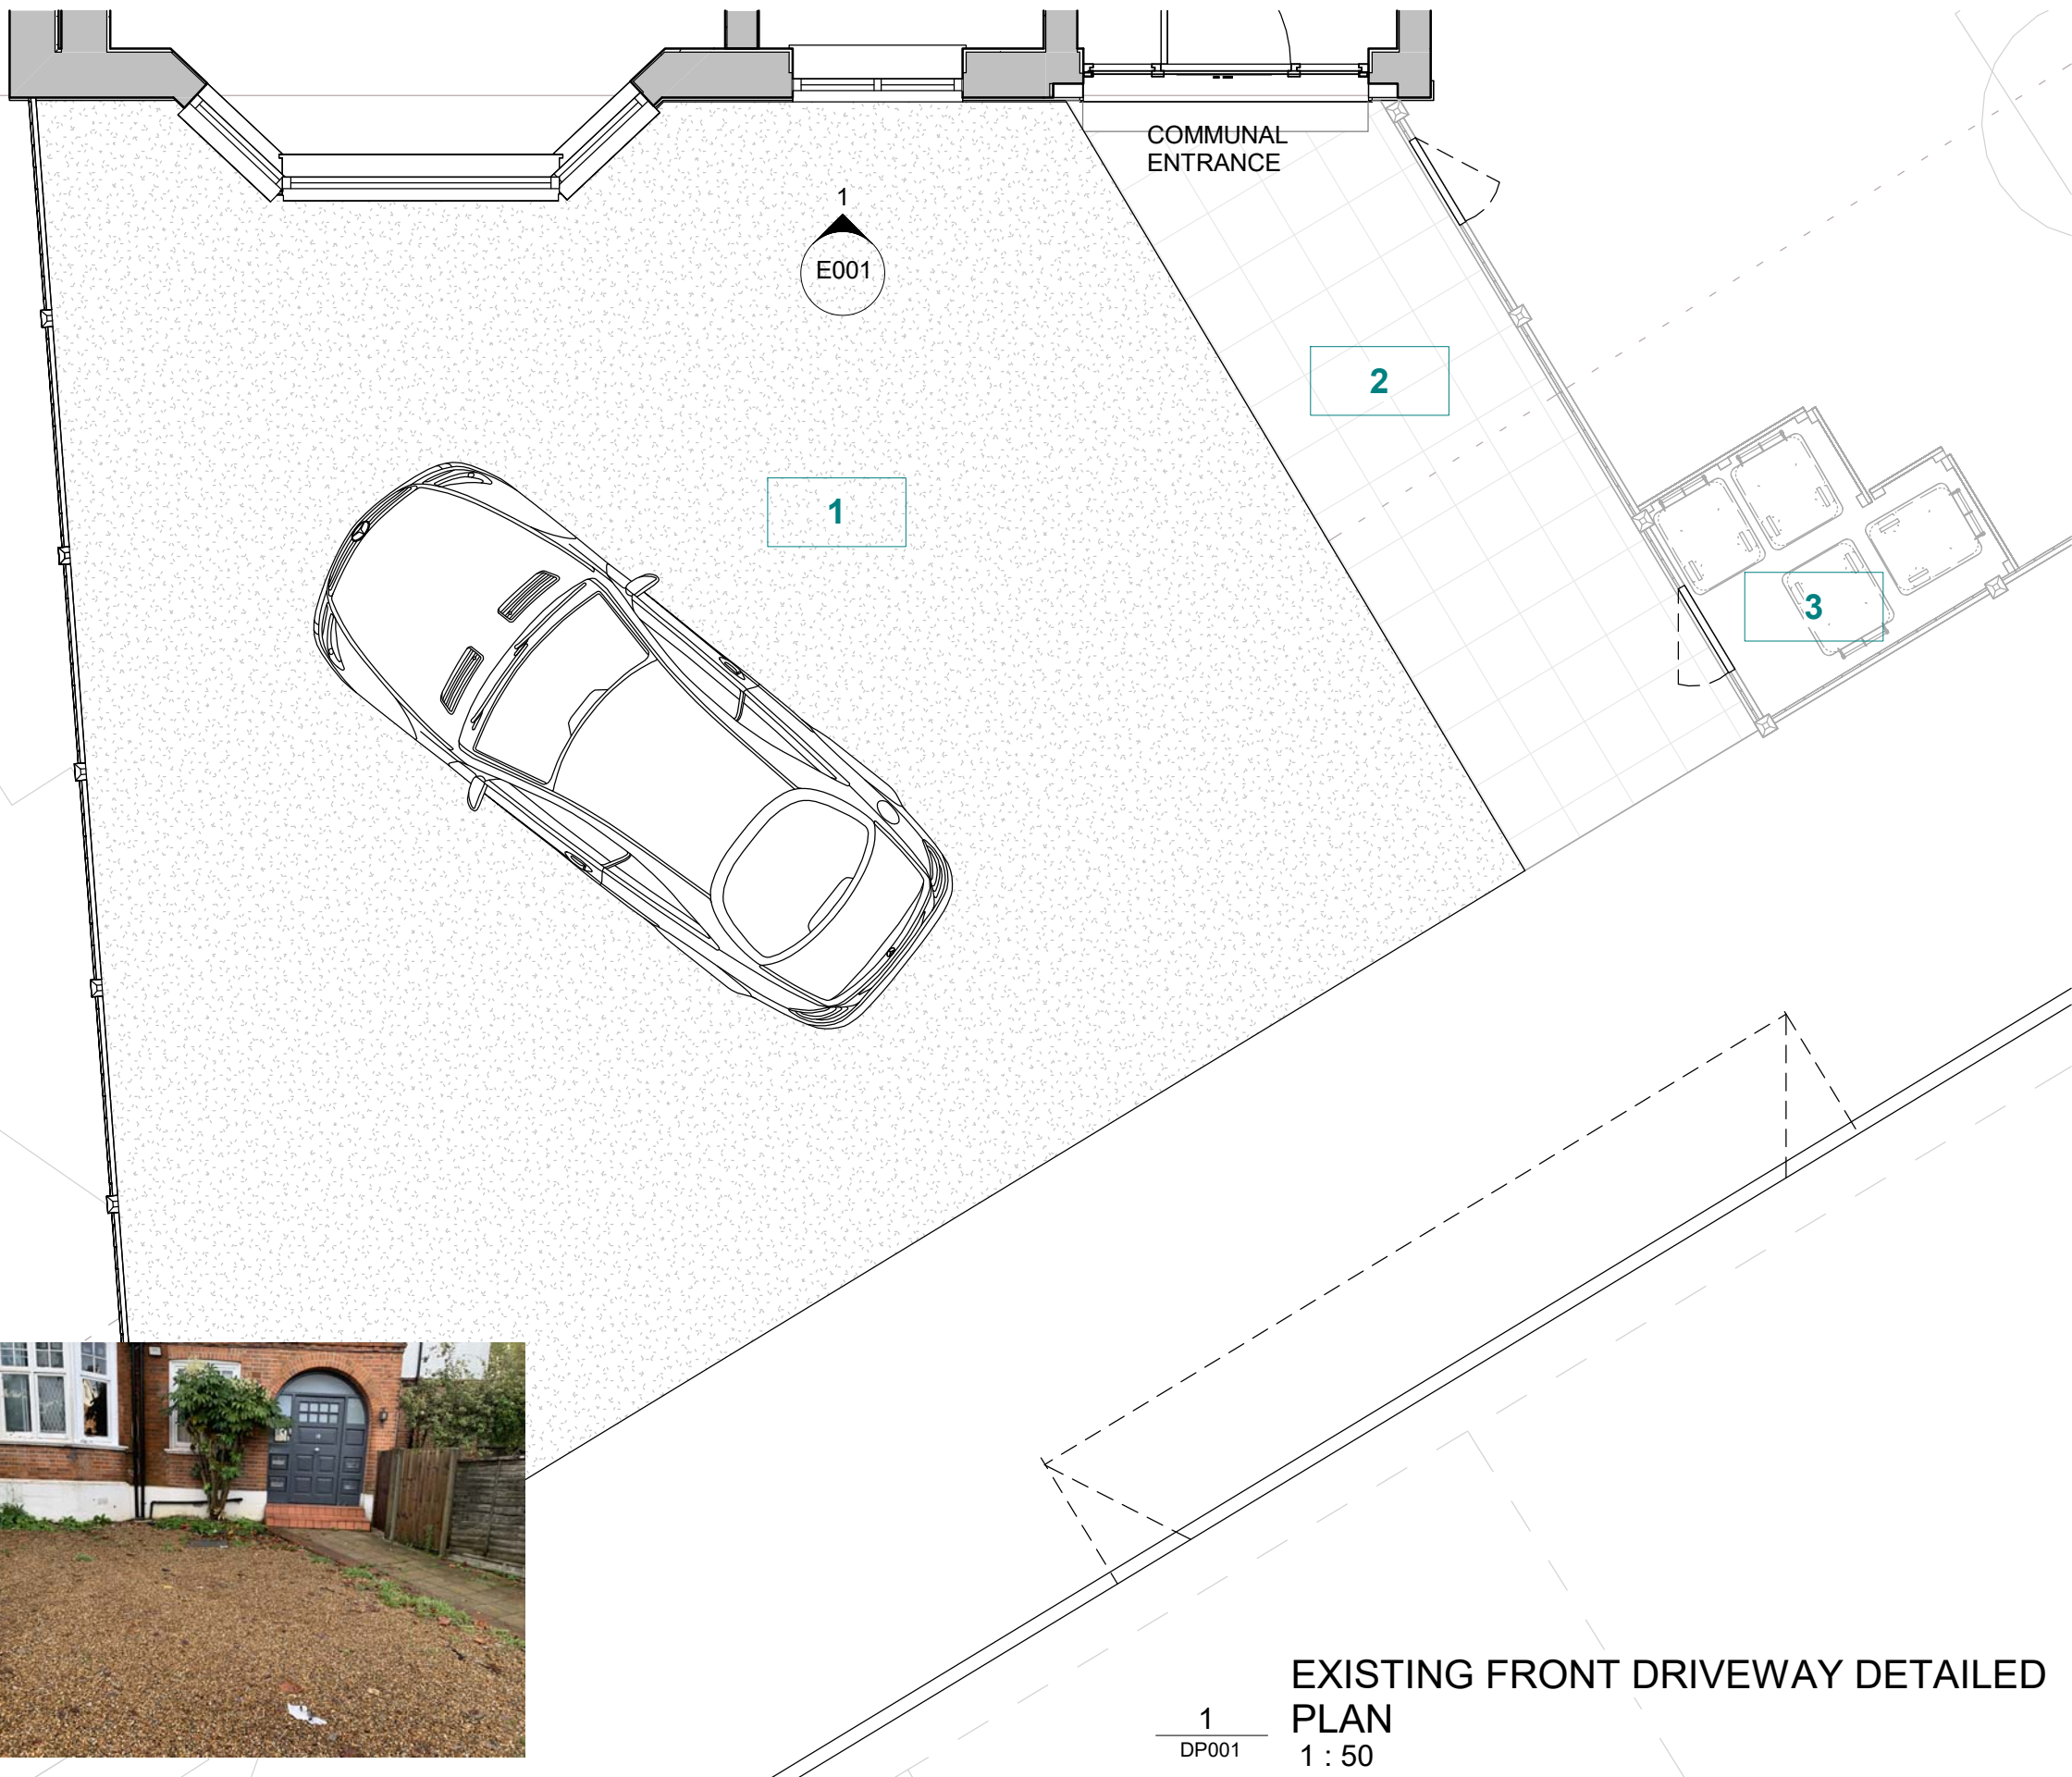 COMMUNAL
ENTRANCE
1
E001
2
1
3
EXISTING FRONT DRIVEWAY DETAILED
PLAN
1
DP001
1 : 50